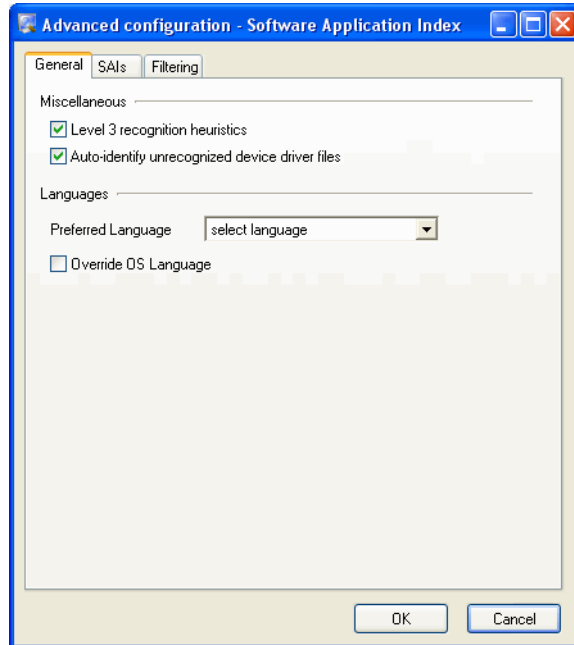 Advanced configuration - Software Application Index
General SAIs Filtering
Miscellaneous
Level 3 recognition heuristics
Auto-identify unrecognized device driver files
Languages
Preferred Language select language
Override OS Language
OK Cancel